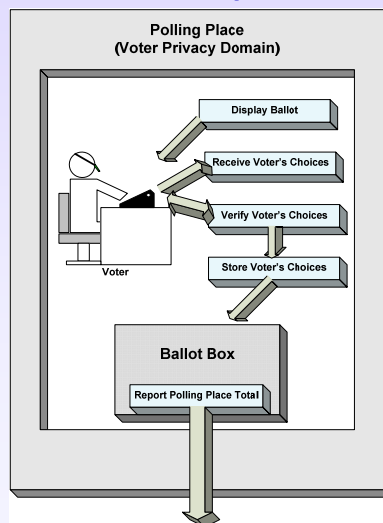 Polling Place
(Voter Privacy Domain)
Display Ballot
Receive Voter's Choices
Verify Voter's Choices
Store Voter's Choices
Voter
Ballot Box
Report Polling Place Total